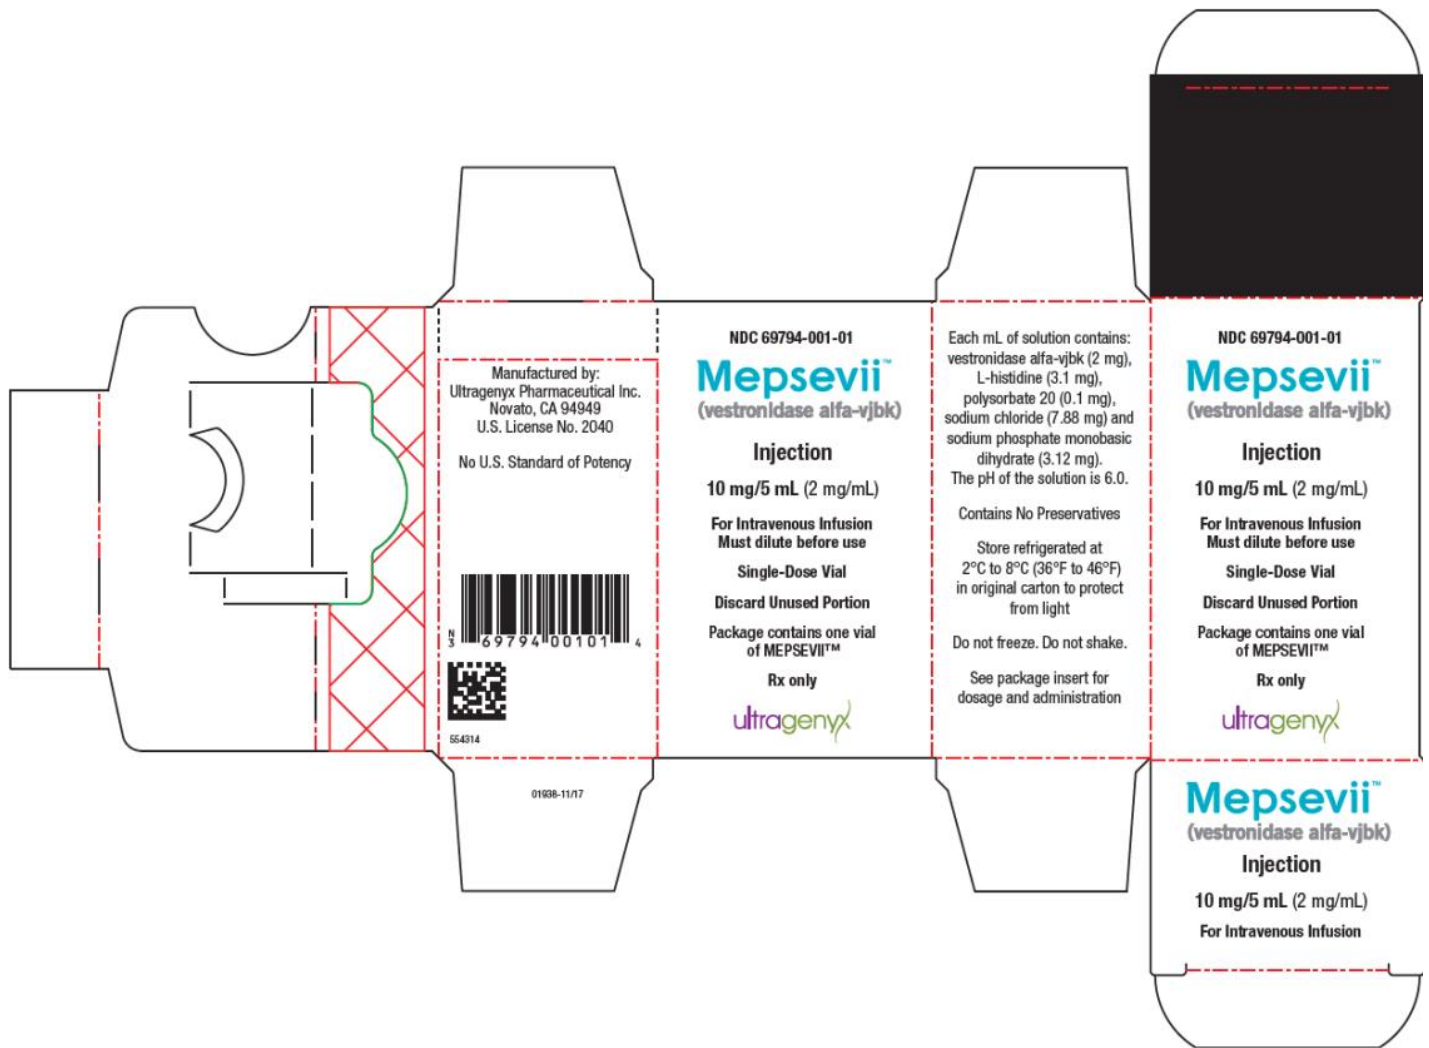 Manufactured by:
Ultragenyx Pharmaceutical Inc.
Novato, CA 94949
U.S. License No. 2040
No U.S. Standard of Potency
N
3 69794 00101 4
554314
01938-11/17
NDC 69794-001-01
Mepsevii™
(vestronidase alfa-vjbk)
Injection
10 mg/5 mL (2 mg/mL)
For Intravenous Infusion
Must dilute before use
Single-Dose Vial
Discard Unused Portion
Package contains one vial
of MEPSEVII™
Rx only
ultragenyx
Each mL of solution contains:
vestronidase alfa-vjbk (2 mg),
L-histidine (3.1 mg),
polysorbate 20 (0.1 mg),
sodium chloride (7.88 mg) and
sodium phosphate monobasic
dihydrate (3.12 mg).
The pH of the solution is 6.0.
Contains No Preservatives
Store refrigerated at
2°C to 8°C (36°F to 46°F)
in original carton to protect
from light
Do not freeze. Do not shake.
See package insert for
dosage and administration
NDC 69794-001-01
Mepsevii™
(vestronidase alfa-vjbk)
Injection
10 mg/5 mL (2 mg/mL)
For Intravenous Infusion
Must dilute before use
Single-Dose Vial
Discard Unused Portion
Package contains one vial
of MEPSEVII™
Rx only
ultragenyx
Mepsevii™
(vestronidase alfa-vjbk)
Injection
10 mg/5 mL (2 mg/mL)
For Intravenous Infusion